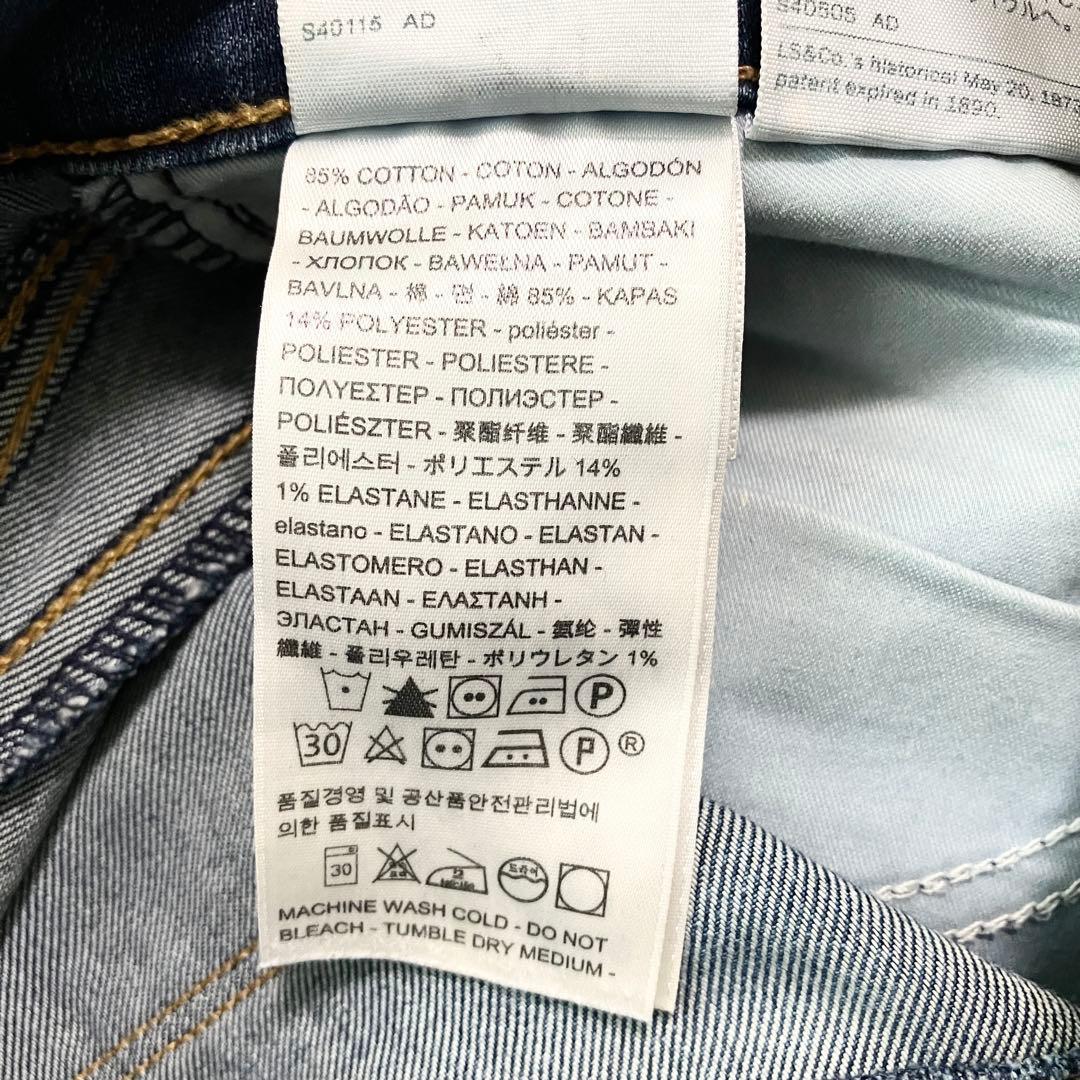 S40115 AD
S40505 AD
LS&Co.'s historical May 20, 1873
patent expired in 1890.
85% COTTON - COTON - ALGODÓN
- ALGODÃO - PAMUK - COTONE -
BAUMWOLLE - KATOEN - BAMBAKI
- ХЛОПОК - BAWEŁNA - PAMUT -
BAVLNA - 棉 - 면 - 綿 85% - KAPAS
14% POLYESTER - poliéster -
POLIESTER - POLIESTERE -
ΠΟΛΥΕΣΤΕΡ - ПОЛИЭСТЕР -
POLIÉSZTER - 聚酯纤维 - 聚酯纖維 -
폴리에스터 - ポリエステル 14%
1% ELASTANE - ELASTHANNE -
elastano - ELASTANO - ELASTAN -
ELASTOMERO - ELASTHAN -
ELASTAAN - ΕΛΑΣΤΑΝΗ -
ЭЛАСТАН - GUMISZÁL - 氨纶 - 彈性
纖維 - 폴리우레탄 - ポリウレタン 1%
P
30 P ®
품질경영 및 공산품안전관리법에
의한 품질표시
30 2 드라이
MACHINE WASH COLD - DO NOT
BLEACH - TUMBLE DRY MEDIUM -